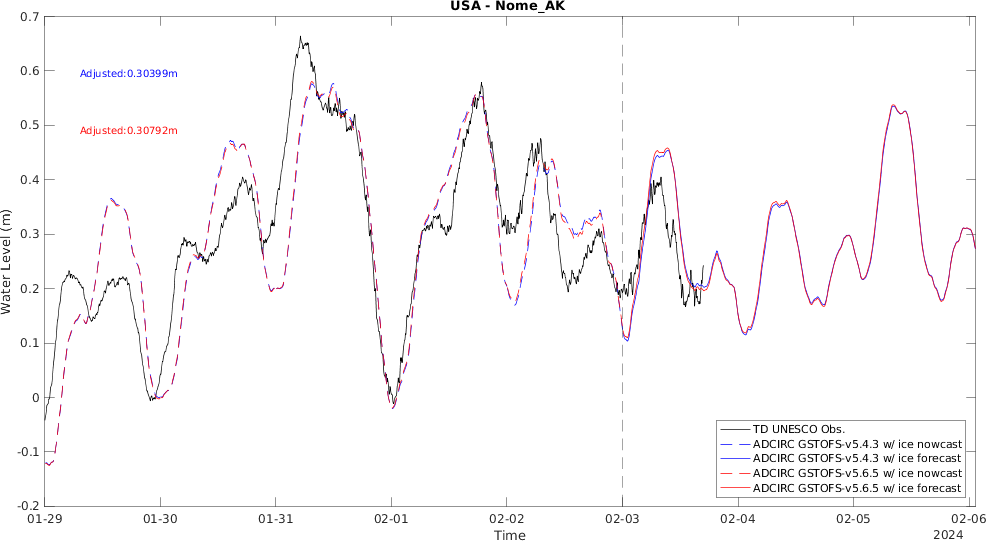 USA - Nome_AK
0.7
0.6
0.5
0.4
0.3
0.2
0.1
0
-0.1
-0.2
Water Level (m)
Adjusted:0.30399m
Adjusted:0.30792m
TD UNESCO Obs.
ADCIRC GSTOFS-v5.4.3 w/ ice nowcast
ADCIRC GSTOFS-v5.4.3 w/ ice forecast
ADCIRC GSTOFS-v5.6.5 w/ ice nowcast
ADCIRC GSTOFS-v5.6.5 w/ ice forecast
01-29 01-30 01-31 02-01 02-02 02-03 02-04 02-05 02-06
Time
2024